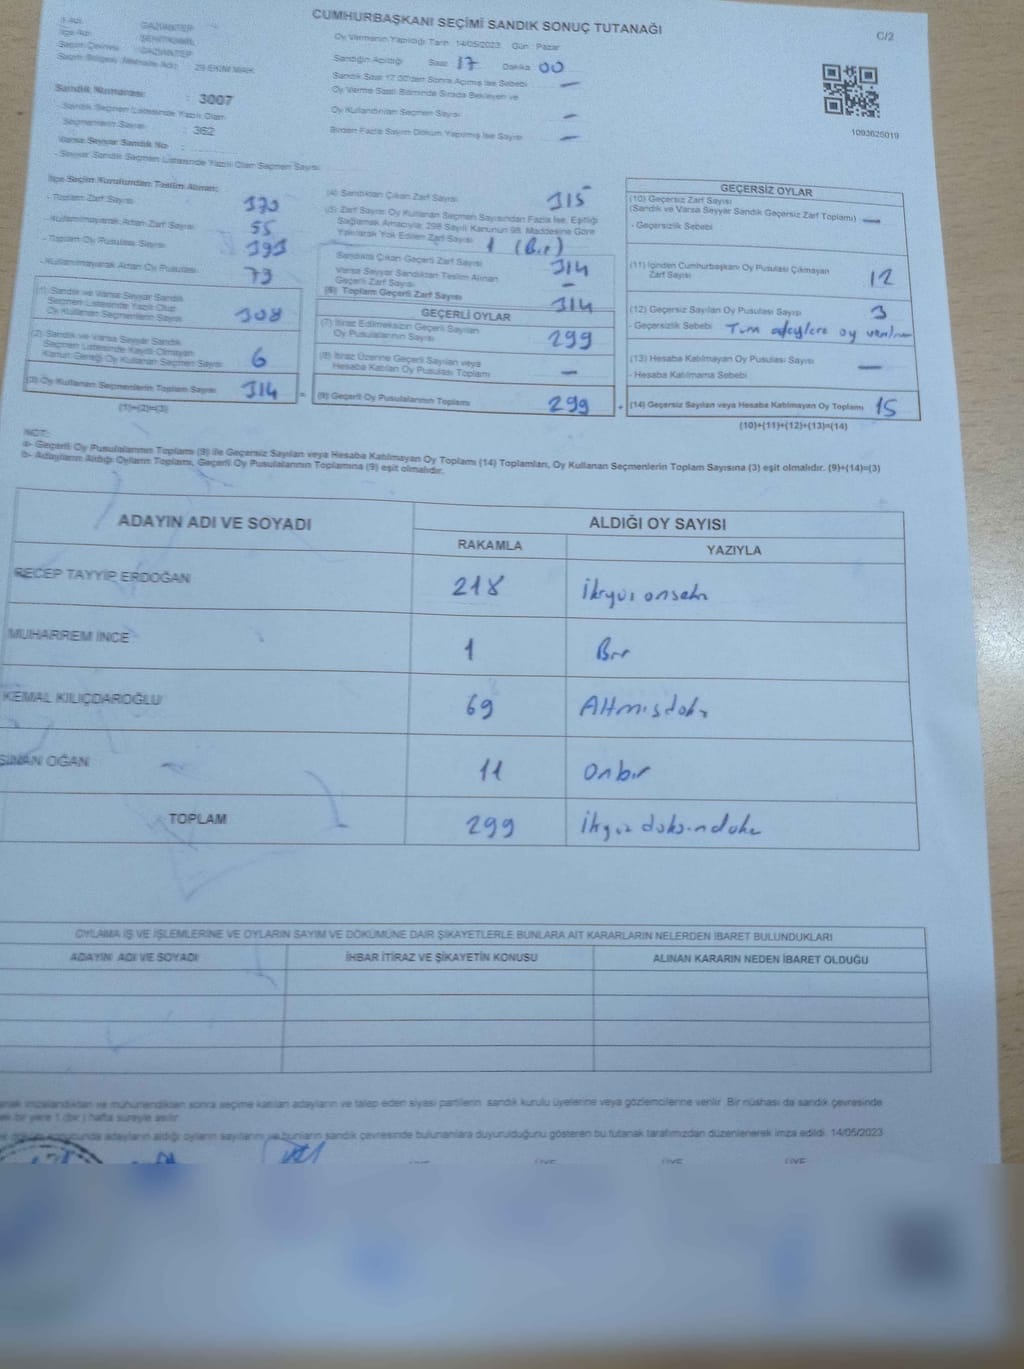 CUMHURBAŞKANI SEÇİMİ SANDIK SONUÇ TUTANAĞI
C/2
İli Adı : GAZİANTEP
İlçe Adı : ŞEHİTKAMİL
Seçim Çevresi : GAZİANTEP
29 EKİM MAH.
Sandık Numarası : 3007
- Sandık Seçmen Listesinde Yazılı Olan
Seçmenlerin Sayısı : 362
Varsa Seyyar Sandık No :
- Seyyar Sandık Seçmen Listesinde Yazılı Olan Seçmen Sayısı
Oy Vermenin Yapıldığı Tarih : 14/05/2023 Gün : Pazar
Sandığın Açıldığı Saat 17 Dakika 00
Sandık Saat 17.00'den Sonra Açılmış İse Sebebi —
Oy Verme Saati Bitiminde Sırada Bekleyen ve
Oy Kullandırılan Seçmen Sayısı —
Birden Fazla Sayım Döküm Yapılmış İse Sayısı —
1093625019
İlçe Seçim Kurulundan Teslim Alınan;
- Toplam Zarf Sayısı 370
- Kullanılmayarak Artan Zarf Sayısı 55
- Toplam Oy Pusulası Sayısı 393
- Kullanılmayarak Artan Oy Pusulası 79
(1) Sandık ve Varsa Seyyar Sandık
Seçmen Listesinde Yazılı Olup
Oy Kullanan Seçmenlerin Sayısı 308
(2) Sandık ve Varsa Seyyar Sandık
Seçmen Listesinde Kayıtlı Olmayan
Kanun Gereği Oy Kullanan Seçmen Sayısı 6
(3) Oy Kullanan Seçmenlerin Toplam Sayısı 314 =
(1)+(2)=(3)
(4) Sandıktan Çıkan Zarf Sayısı 315
(5) Zarf Sayısı Oy Kullanan Seçmen Sayısından Fazla İse, Eşitliği
Sağlamak Amacıyla; 298 Sayılı Kanunun 98. Maddesine Göre
Yakılarak Yok Edilen Zarf Sayısı 1 (Bir)
Sandıkta Çıkan Geçerli Zarf Sayısı 314
Varsa Seyyar Sandıktan Teslim Alınan
Geçerli Zarf Sayısı —
(6) Toplam Geçerli Zarf Sayısı 314
GEÇERLİ OYLAR
(7) İtiraz Edilmeksizin Geçerli Sayılan
Oy Pusulalarının Sayısı 299
(8) İtiraz Üzerine Geçerli Sayılan veya
Hesaba Katılan Oy Pusulası Toplamı —
(9) Geçerli Oy Pusulalarının Toplamı 299 +
GEÇERSİZ OYLAR
(10) Geçersiz Zarf Sayısı
(Sandık ve Varsa Seyyar Sandık Geçersiz Zarf Toplamı) —
- Geçersizlik Sebebi
(11) İçinden Cumhurbaşkanı Oy Pusulası Çıkmayan
Zarf Sayısı 12
(12) Geçersiz Sayılan Oy Pusulası Sayısı 3
- Geçersizlik Sebebi Tüm adaylara oy verilmesi
(13) Hesaba Katılmayan Oy Pusulası Sayısı —
- Hesaba Katılmama Sebebi
(14) Geçersiz Sayılan veya Hesaba Katılmayan Oy Toplamı 15
(10)+(11)+(12)+(13)=(14)
NOT:
a- Geçerli Oy Pusulalarının Toplamı (9) ile Geçersiz Sayılan veya Hesaba Katılmayan Oy Toplamı (14) Toplamları, Oy Kullanan Seçmenlerin Toplam Sayısına (3) eşit olmalıdır. (9)+(14)=(3)
b- Adayların Aldığı Oyların Toplamı, Geçerli Oy Pusulalarının Toplamına (9) eşit olmalıdır.
ADAYIN ADI VE SOYADI ALDIĞI OY SAYISI
RAKAMLA YAZIYLA
RECEP TAYYİP ERDOĞAN 218 İkiyüz onsekiz
MUHARREM İNCE 1 Bir
KEMAL KILIÇDAROĞLU 69 Altmışdokuz
SİNAN OĞAN 11 Onbir
TOPLAM 299 İkiyüz doksandokuz
OYLAMA İŞ VE İŞLEMLERİNE VE OYLARIN SAYIM VE DÖKÜMÜNE DAİR ŞİKAYETLERLE BUNLARA AİT KARARLARIN NELERDEN İBARET BULUNDUKLARI
ADAYIN ADI VE SOYADI İHBAR İTİRAZ VE ŞİKAYETİN KONUSU ALINAN KARARIN NEDEN İBARET OLDUĞU
imzalandıktan ve mühürlendikten sonra seçime katılan adayların ve talep eden siyasi partilerin sandık kurulu üyelerine veya gözlemcilerine verilir. Bir nüshası da sandık çevresinde
bir yere 1 (bir) hafta süreyle asılır.
adayların aldığı oyların sayılarını ve bunların sandık çevresinde bulunanlara duyurulduğunu gösteren bu tutanak tarafımızdan düzenlenerek imza edildi. 14/05/2023
ÜYE ÜYE ÜYE ÜYE